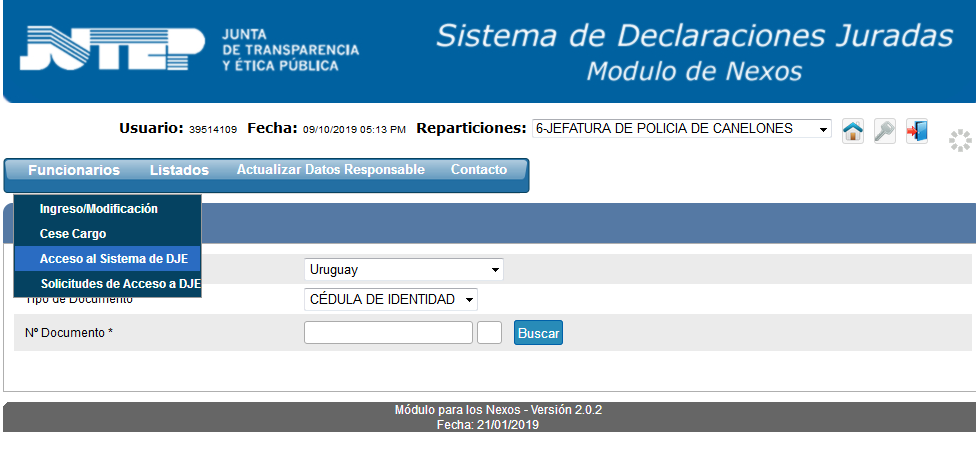 JUTEP
JUNTA
DE TRANSPARENCIA
Y ÉTICA PÚBLICA
Sistema de Declaraciones Juradas
Modulo de Nexos
Usuario: 39514109 Fecha: 09/10/2019 05:13 PM Reparticiones: 6-JEFATURA DE POLICIA DE CANELONES
Funcionarios Listados Actualizar Datos Responsable Contacto
Ingreso/Modificación
Cese Cargo
Acceso al Sistema de DJE
Solicitudes de Acceso a DJE
Uruguay
Tipo de Documento CÉDULA DE IDENTIDAD
Nº Documento * Buscar
Módulo para los Nexos - Versión 2.0.2
Fecha: 21/01/2019